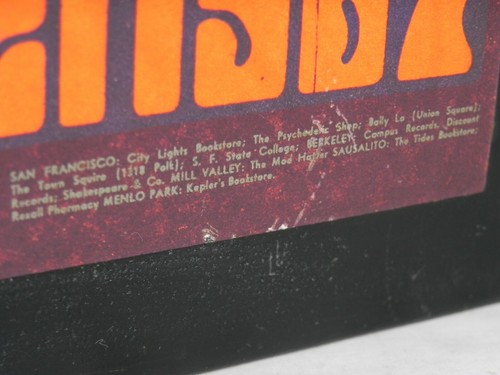 SAN FRANCISCO: City Lights Bookstore; The Psychedelic Shop; Bally Lo (Union Square);
The Town Squire (1318 Polk); S. F. State College; BERKELEY: Campus Records, Discount
Records; Shakespeare & Co. MILL VALLEY: The Mod Hatter SAUSALITO: The Tides Bookstore;
Rexall Pharmacy MENLO PARK: Kepler's Bookstore.